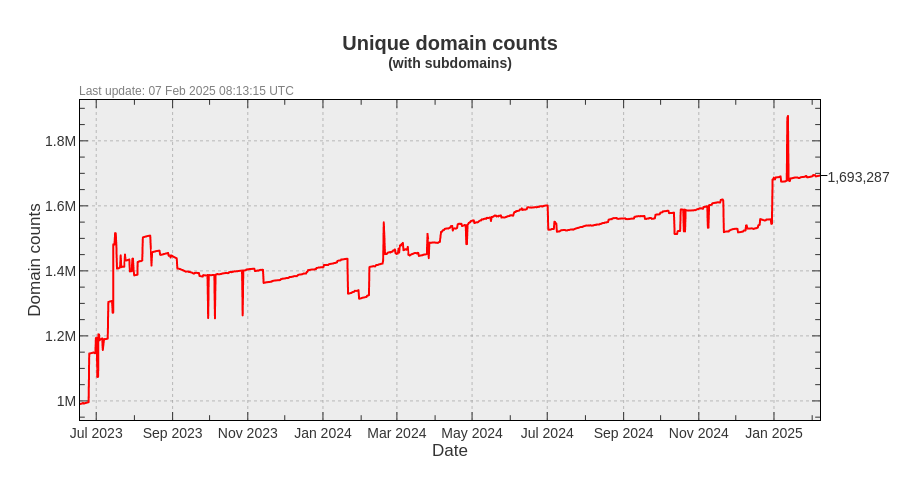 Unique domain counts
(with subdomains)
Last update: 07 Feb 2025 08:13:15 UTC
1.8M
1.6M
1.4M
1.2M
1M
1,693,287
Domain counts
Jul 2023 Sep 2023 Nov 2023 Jan 2024 Mar 2024 May 2024 Jul 2024 Sep 2024 Nov 2024 Jan 2025
Date